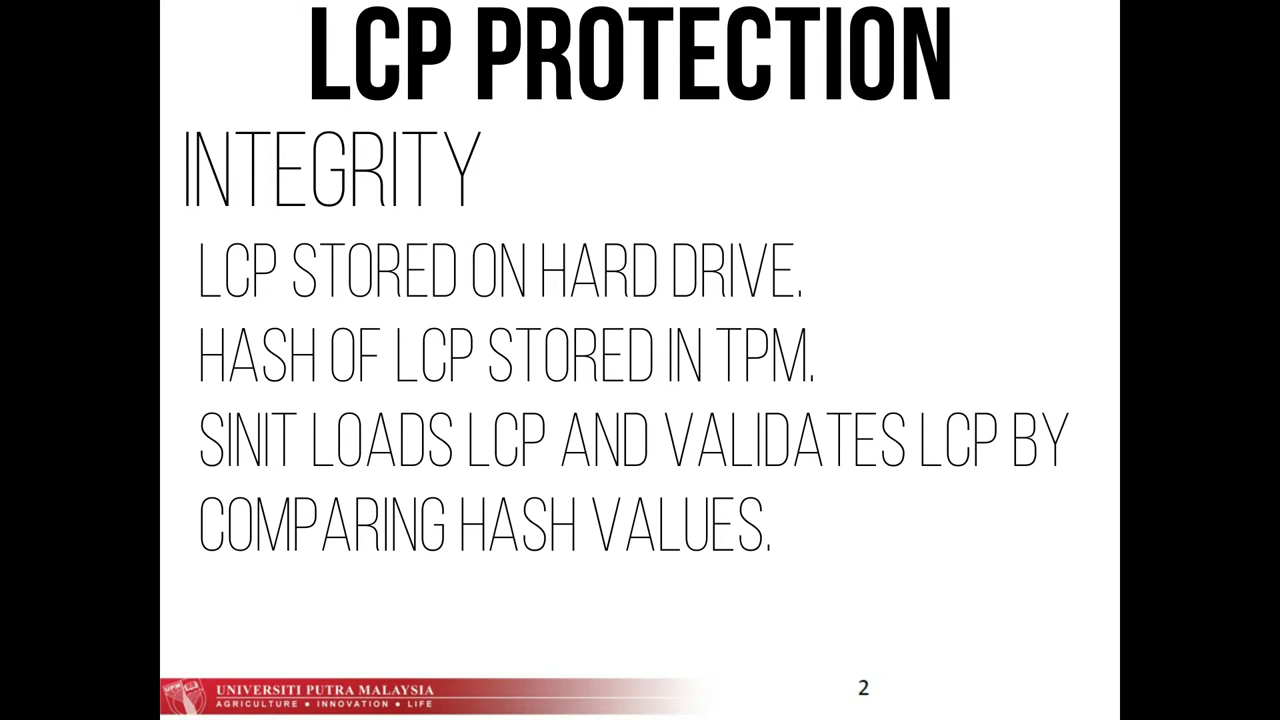 LCP PROTECTION
INTEGRITY
LCP STORED ON HARD DRIVE.
HASH OF LCP STORED IN TPM.
SINIT LOADS LCP AND VALIDATES LCP BY
COMPARING HASH VALUES.
UNIVERSITI PUTRA MALAYSIA
AGRICULTURE • INNOVATION • LIFE
2